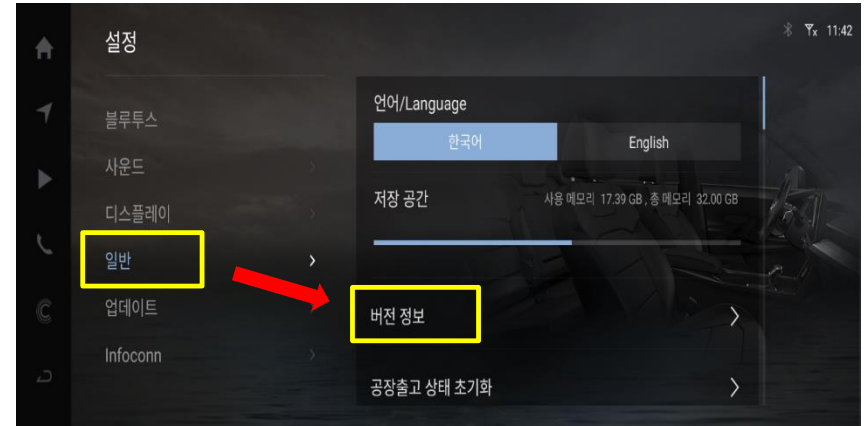 설정
11:42
블루투스
사운드
디스플레이
일반
업데이트
Infoconn
언어/Language
한국어
English
저장 공간
사용 메모리 17.39 GB , 총 메모리 32.00 GB
버전 정보
공장출고 상태 초기화